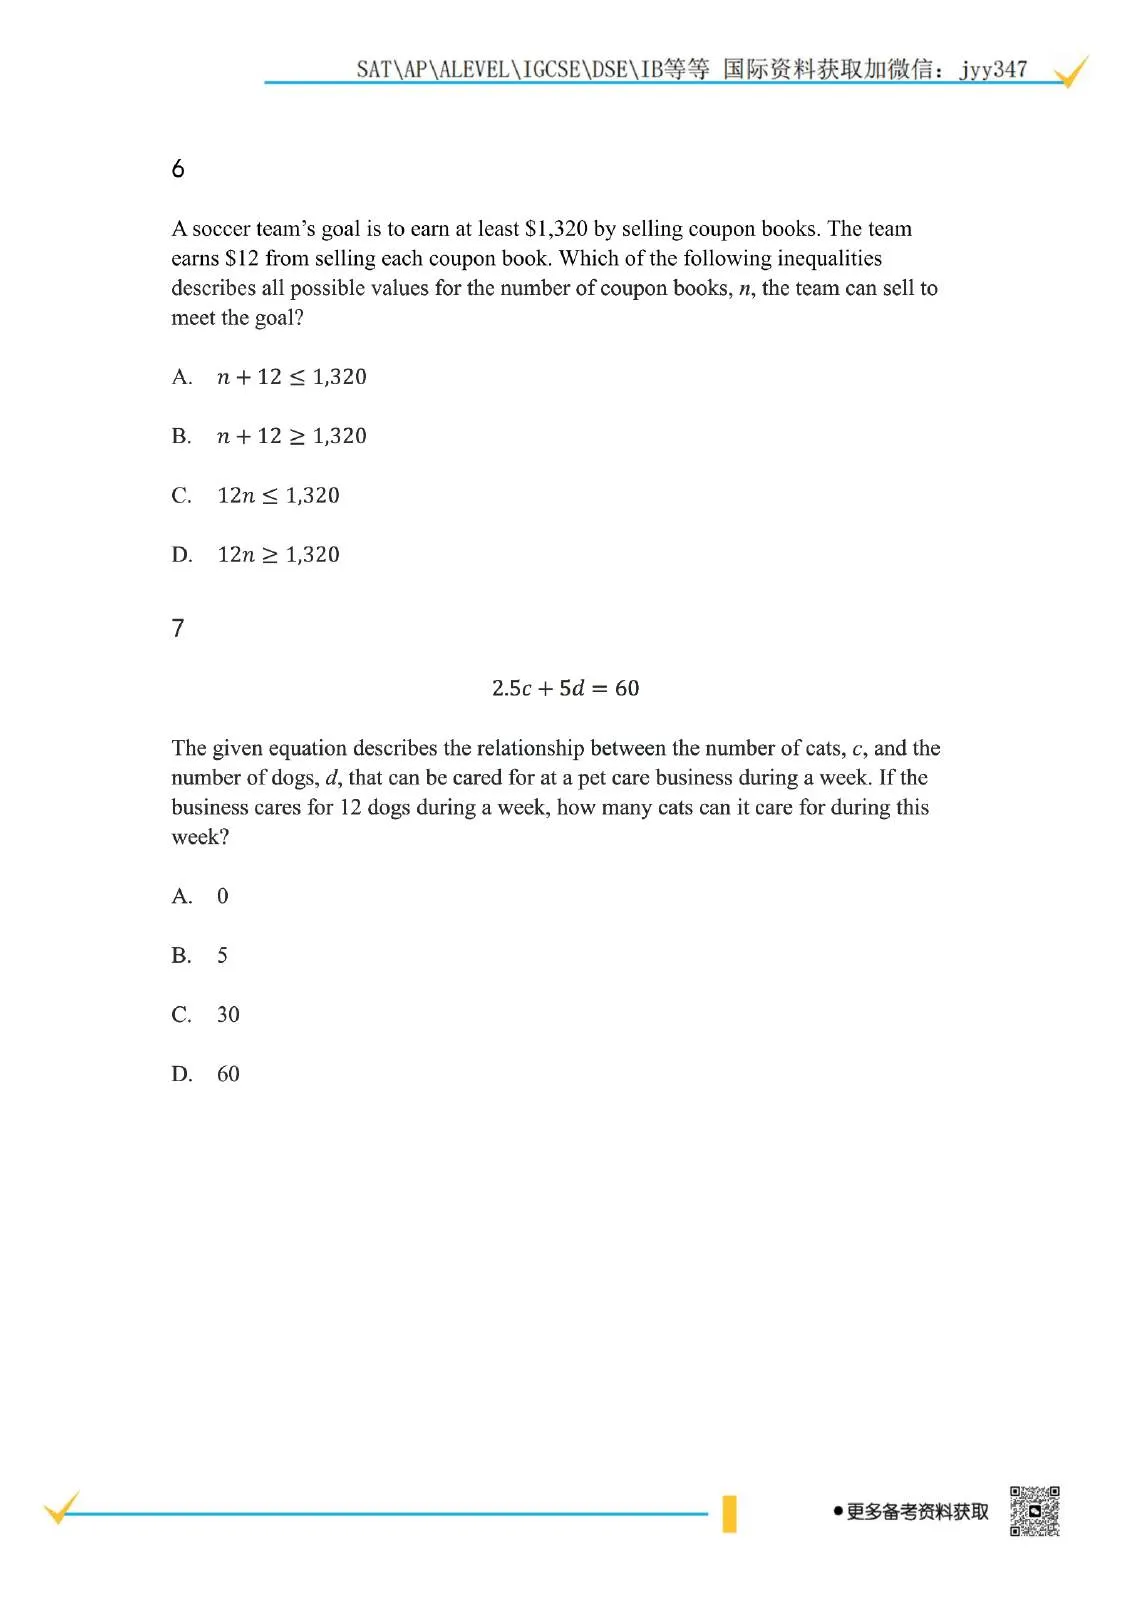 SAT\AP\ALEVEL\IGCSE\DSE\IB等等 国际资料获取加微信：jyy347
6
A soccer team’s goal is to earn at least $1,320 by selling coupon books. The team
earns $12 from selling each coupon book. Which of the following inequalities
describes all possible values for the number of coupon books, n, the team can sell to
meet the goal?
A. n + 12 ≤ 1,320
B. n + 12 ≥ 1,320
C. 12n ≤ 1,320
D. 12n ≥ 1,320
7
2.5c + 5d = 60
The given equation describes the relationship between the number of cats, c, and the
number of dogs, d, that can be cared for at a pet care business during a week. If the
business cares for 12 dogs during a week, how many cats can it care for during this
week?
A. 0
B. 5
C. 30
D. 60
●更多备考资料获取